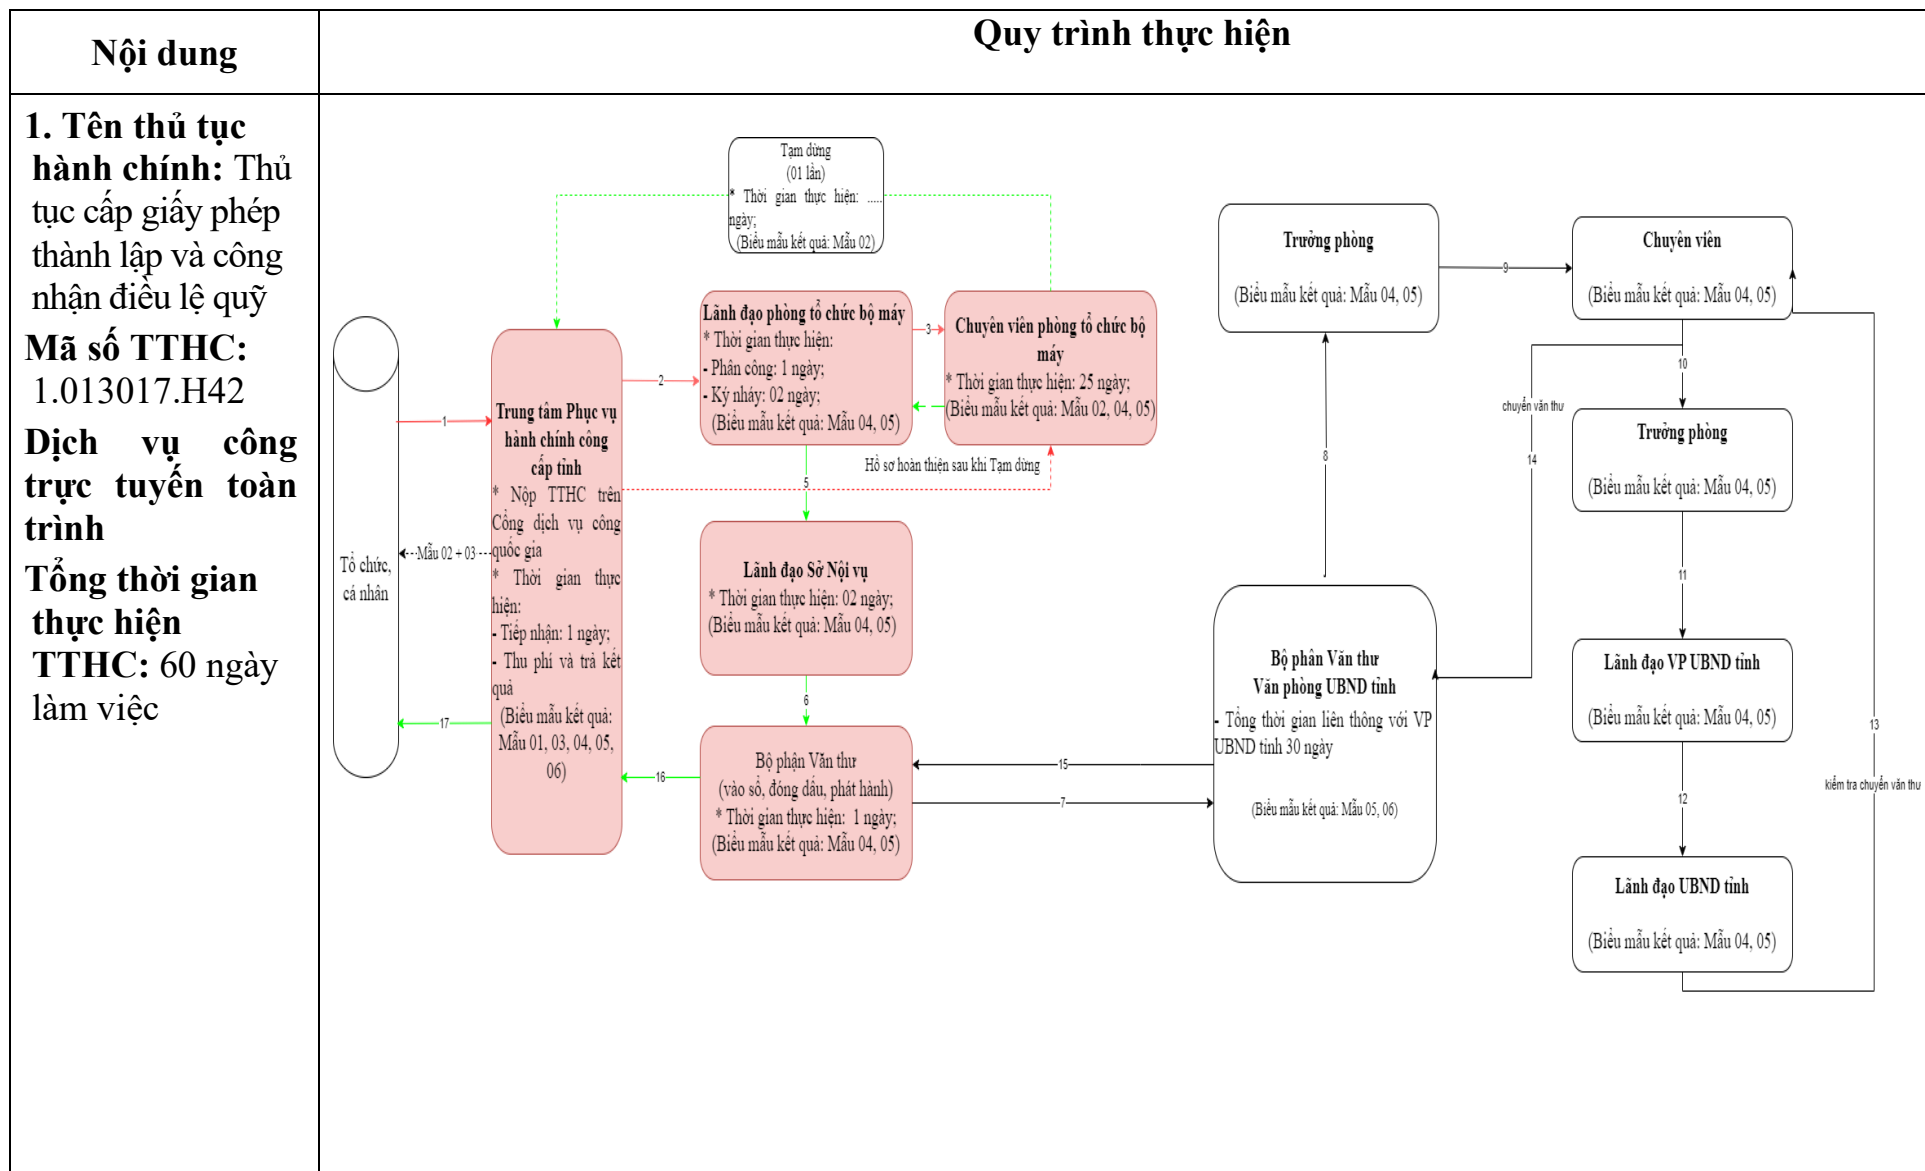 Nội dung
Quy trình thực hiện
1. Tên thủ tục
hành chính: Thủ
tục cấp giấy phép
thành lập và công
nhận điều lệ quỹ
Mã số TTHC:
1.013017.H42
Dịch vụ công
trực tuyến toàn
trình
Tổng thời gian
thực hiện
TTHC: 60 ngày
làm việc
Tổ chức,
cá nhân
1
Mẫu 02 + 03
17
Trung tâm Phục vụ
hành chính công
cấp tỉnh
* Nộp TTHC trên
Cổng dịch vụ công
quốc gia
* Thời gian thực
hiện:
- Tiếp nhận: 1 ngày;
- Thu phí và trả kết
quả
(Biểu mẫu kết quả:
Mẫu 01, 03, 04, 05,
06)
Tạm dừng
(01 lần)
* Thời gian thực hiện: .....
ngày;
(Biểu mẫu kết quả: Mẫu 02)
2
Lãnh đạo phòng tổ chức bộ máy
* Thời gian thực hiện:
- Phân công: 1 ngày;
- Ký nháy: 02 ngày;
(Biểu mẫu kết quả: Mẫu 04, 05)
3
Chuyên viên phòng tổ chức bộ
máy
* Thời gian thực hiện: 25 ngày;
(Biểu mẫu kết quả: Mẫu 02, 04, 05)
Hồ sơ hoàn thiện sau khi Tạm dừng
5
Lãnh đạo Sở Nội vụ
* Thời gian thực hiện: 02 ngày;
(Biểu mẫu kết quả: Mẫu 04, 05)
6
Bộ phận Văn thư
(vào sổ, đóng dấu, phát hành)
* Thời gian thực hiện: 1 ngày;
(Biểu mẫu kết quả: Mẫu 04, 05)
16
15
7
Bộ phân Văn thư
Văn phòng UBND tỉnh
- Tổng thời gian liên thông với VP
UBND tỉnh 30 ngày
(Biểu mẫu kết quả: Mẫu 05, 06)
8
Trưởng phòng
(Biểu mẫu kết quả: Mẫu 04, 05)
9
Chuyên viên
(Biểu mẫu kết quả: Mẫu 04, 05)
10
chuyển văn thư
14
Trưởng phòng
(Biểu mẫu kết quả: Mẫu 04, 05)
11
Lãnh đạo VP UBND tỉnh
(Biểu mẫu kết quả: Mẫu 04, 05)
12
Lãnh đạo UBND tỉnh
(Biểu mẫu kết quả: Mẫu 04, 05)
13
kiểm tra chuyển văn thư